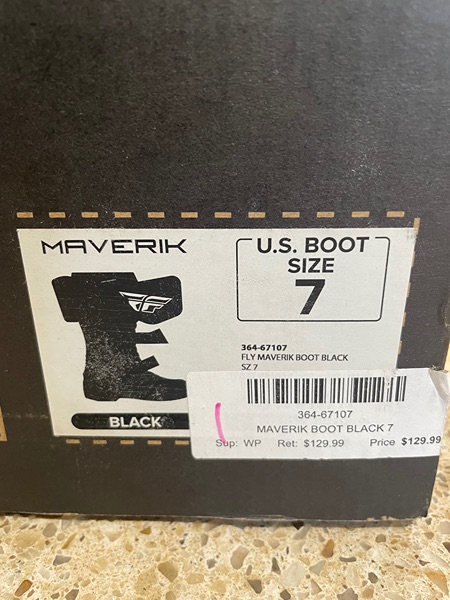 MAVERIK
U.S. BOOT
SIZE
7
364-67107
FLY MAVERIK BOOT BLACK
SZ 7
BLACK
364-67107
MAVERIK BOOT BLACK 7
Sup: WP Ret: $129.99 Price $129.99